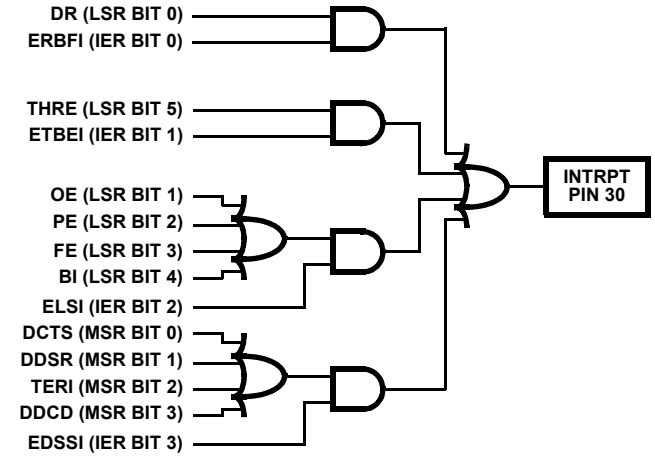 DR (LSR BIT 0)
ERBFI (IER BIT 0)
THRE (LSR BIT 5)
ETBEI (IER BIT 1)
OE (LSR BIT 1)
PE (LSR BIT 2)
FE (LSR BIT 3)
BI (LSR BIT 4)
ELSI (IER BIT 2)
DCTS (MSR BIT 0)
DDSR (MSR BIT 1)
TERI (MSR BIT 2)
DDCD (MSR BIT 3)
EDSSI (IER BIT 3)
INTRPT
PIN 30